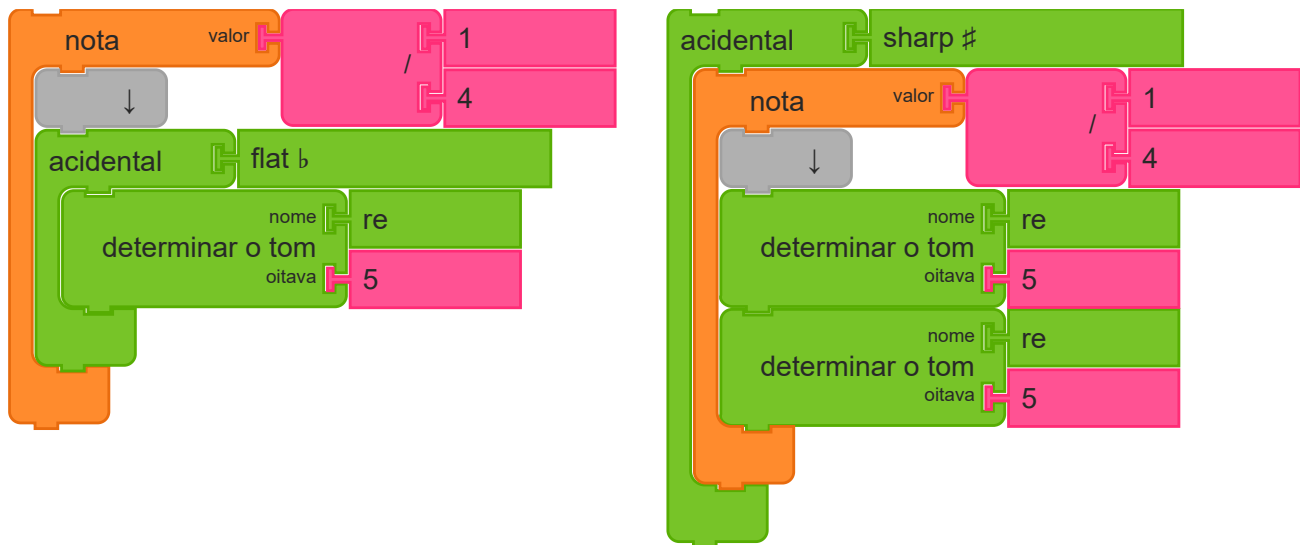 nota valor 1
/
4
↓
acidental flat ♭
nome re
determinar o tom
oitava 5
acidental sharp ♯
nota valor 1
/
4
↓
nome re
determinar o tom
oitava 5
nome re
determinar o tom
oitava 5